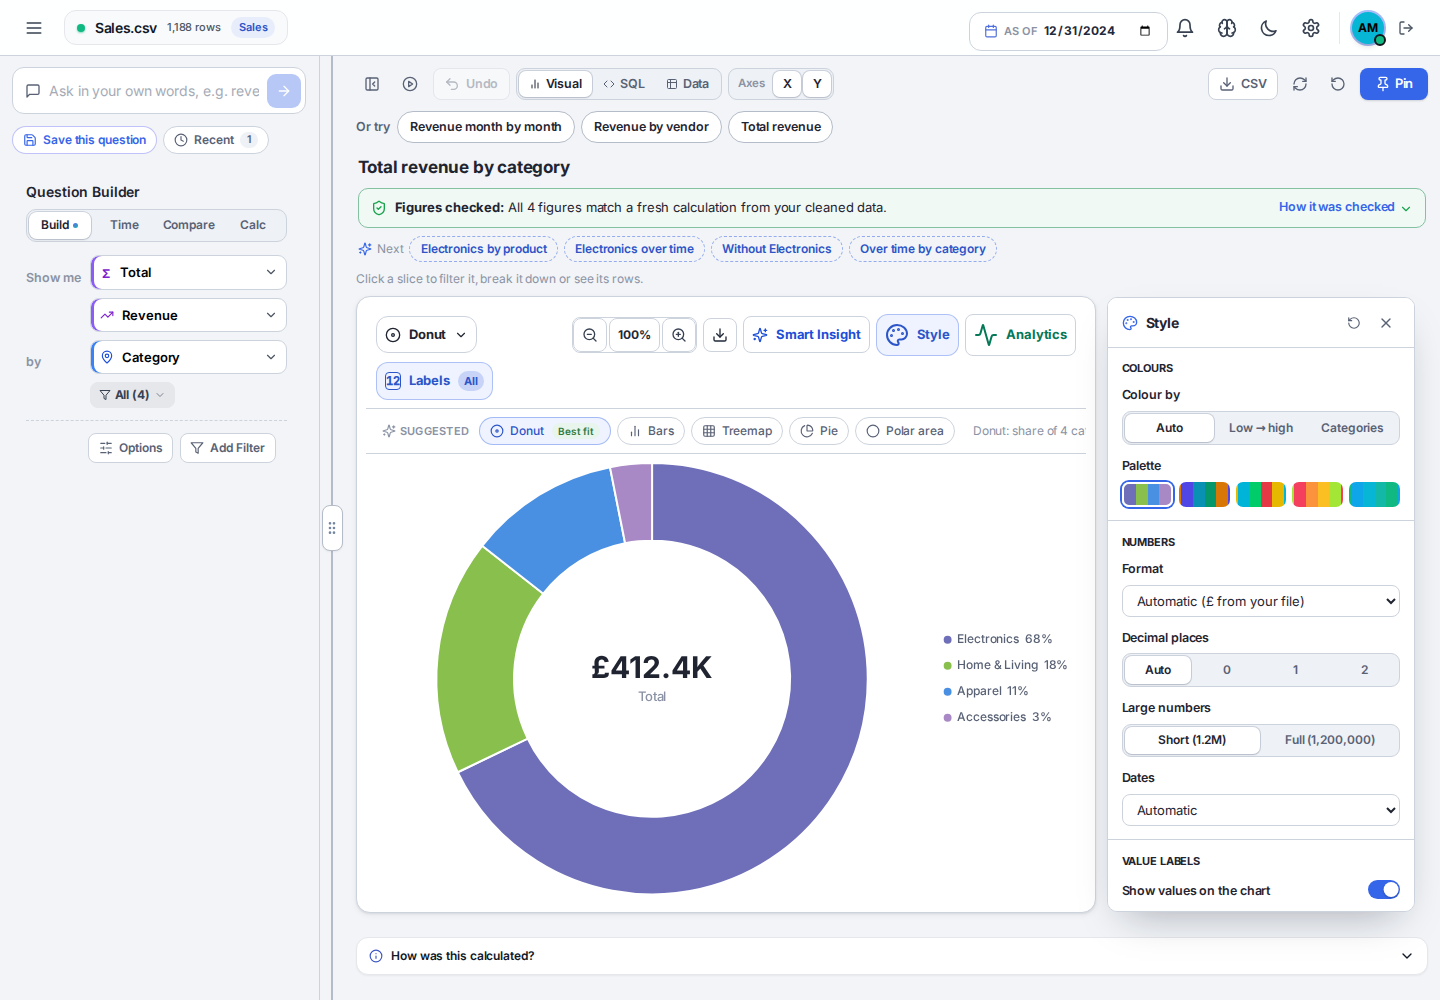 Sales.csv 1,188 rows Sales
AS OF 12/31/2024
AM
Ask in your own words, e.g. reve
Save this question
Recent 1
Question Builder
Build Time Compare Calc
Show me Total
Revenue
by Category
All (4)
Options
Add Filter
Undo
Visual SQL Data
Axes X Y
CSV
Pin
Or try Revenue month by month Revenue by vendor Total revenue
Total revenue by category
Figures checked: All 4 figures match a fresh calculation from your cleaned data.
How it was checked
Next Electronics by product Electronics over time Without Electronics Over time by category
Click a slice to filter it, break it down or see its rows.
Donut
100%
Smart Insight
Style
Analytics
12 Labels All
SUGGESTED Donut Best fit Bars Treemap Pie Polar area Donut: share of 4 cat
£412.4K
Total
Electronics 68%
Home & Living 18%
Apparel 11%
Accessories 3%
Style
COLOURS
Colour by
Auto Low → high Categories
Palette
NUMBERS
Format
Automatic (£ from your file)
Decimal places
Auto 0 1 2
Large numbers
Short (1.2M) Full (1,200,000)
Dates
Automatic
VALUE LABELS
Show values on the chart
How was this calculated?